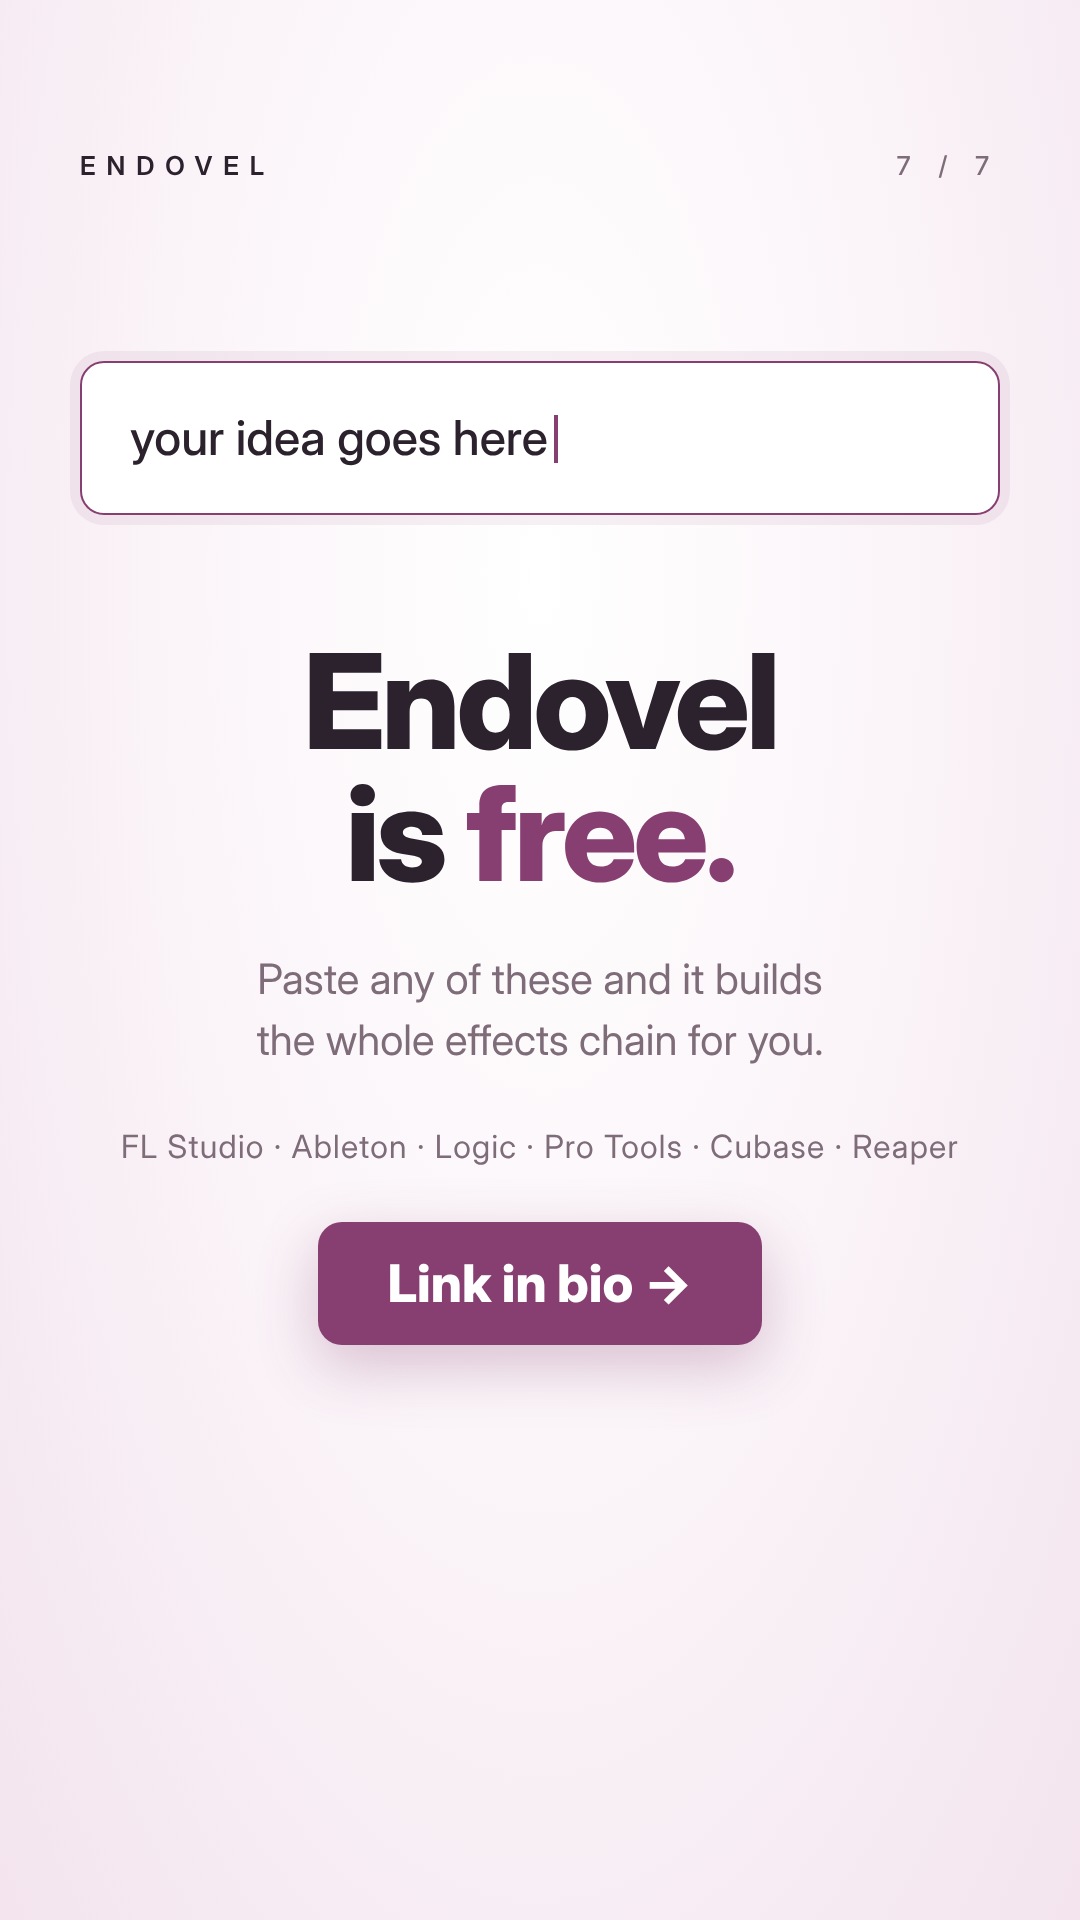 ENDOVEL
7 / 7
your idea goes here
Endovel
is free.
Paste any of these and it builds
the whole effects chain for you.
FL Studio · Ableton · Logic · Pro Tools · Cubase · Reaper
Link in bio →